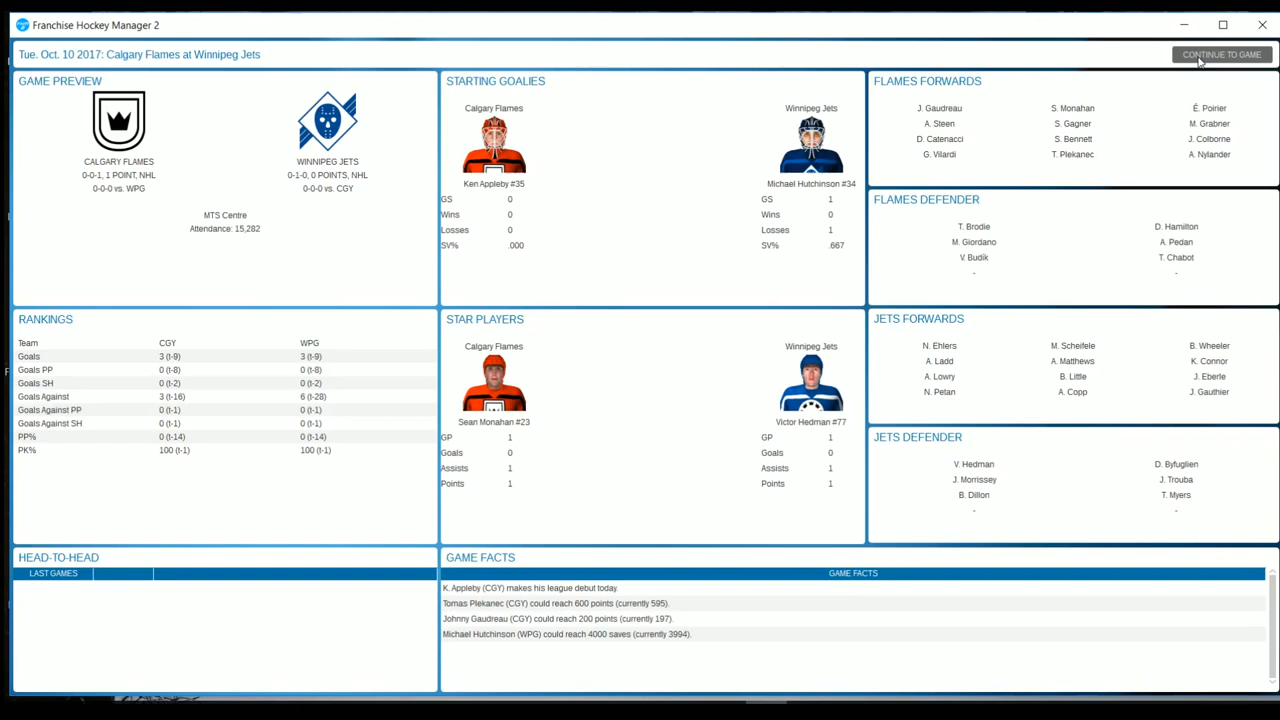 Franchise Hockey Manager 2
Tue. Oct. 10 2017: Calgary Flames at Winnipeg Jets
CONTINUE TO GAME
GAME PREVIEW
CALGARY FLAMES
0-0-1, 1 POINT, NHL
0-0-0 vs. WPG
WINNIPEG JETS
0-1-0, 0 POINTS, NHL
0-0-0 vs. CGY
MTS Centre
Attendance: 15,282
STARTING GOALIES
Calgary Flames Winnipeg Jets
Ken Appleby #35 Michael Hutchinson #34
GS 0 GS 1
Wins 0 Wins 0
Losses 0 Losses 1
SV% .000 SV% .667
FLAMES FORWARDS
J. Gaudreau S. Monahan É. Poirier
A. Steen S. Gagner M. Grabner
D. Catenacci S. Bennett J. Colborne
G. Vilardi T. Plekanec A. Nylander
FLAMES DEFENDER
T. Brodie D. Hamilton
M. Giordano A. Pedan
V. Budík T. Chabot
- -
RANKINGS
Team CGY WPG
Goals 3 (t-9) 3 (t-9)
Goals PP 0 (t-8) 0 (t-8)
Goals SH 0 (t-2) 0 (t-2)
Goals Against 3 (t-16) 6 (t-28)
Goals Against PP 0 (t-1) 0 (t-1)
Goals Against SH 0 (t-1) 0 (t-1)
PP% 0 (t-14) 0 (t-14)
PK% 100 (t-1) 100 (t-1)
STAR PLAYERS
Calgary Flames Winnipeg Jets
Sean Monahan #23 Victor Hedman #77
GP 1 GP 1
Goals 0 Goals 0
Assists 1 Assists 1
Points 1 Points 1
JETS FORWARDS
N. Ehlers M. Scheifele B. Wheeler
A. Ladd A. Matthews K. Connor
A. Lowry B. Little J. Eberle
N. Petan A. Copp J. Gauthier
JETS DEFENDER
V. Hedman D. Byfuglien
J. Morrissey J. Trouba
B. Dillon T. Myers
- -
HEAD-TO-HEAD
LAST GAMES
GAME FACTS
GAME FACTS
K. Appleby (CGY) makes his league debut today.
Tomas Plekanec (CGY) could reach 600 points (currently 595).
Johnny Gaudreau (CGY) could reach 200 points (currently 197).
Michael Hutchinson (WPG) could reach 4000 saves (currently 3994).